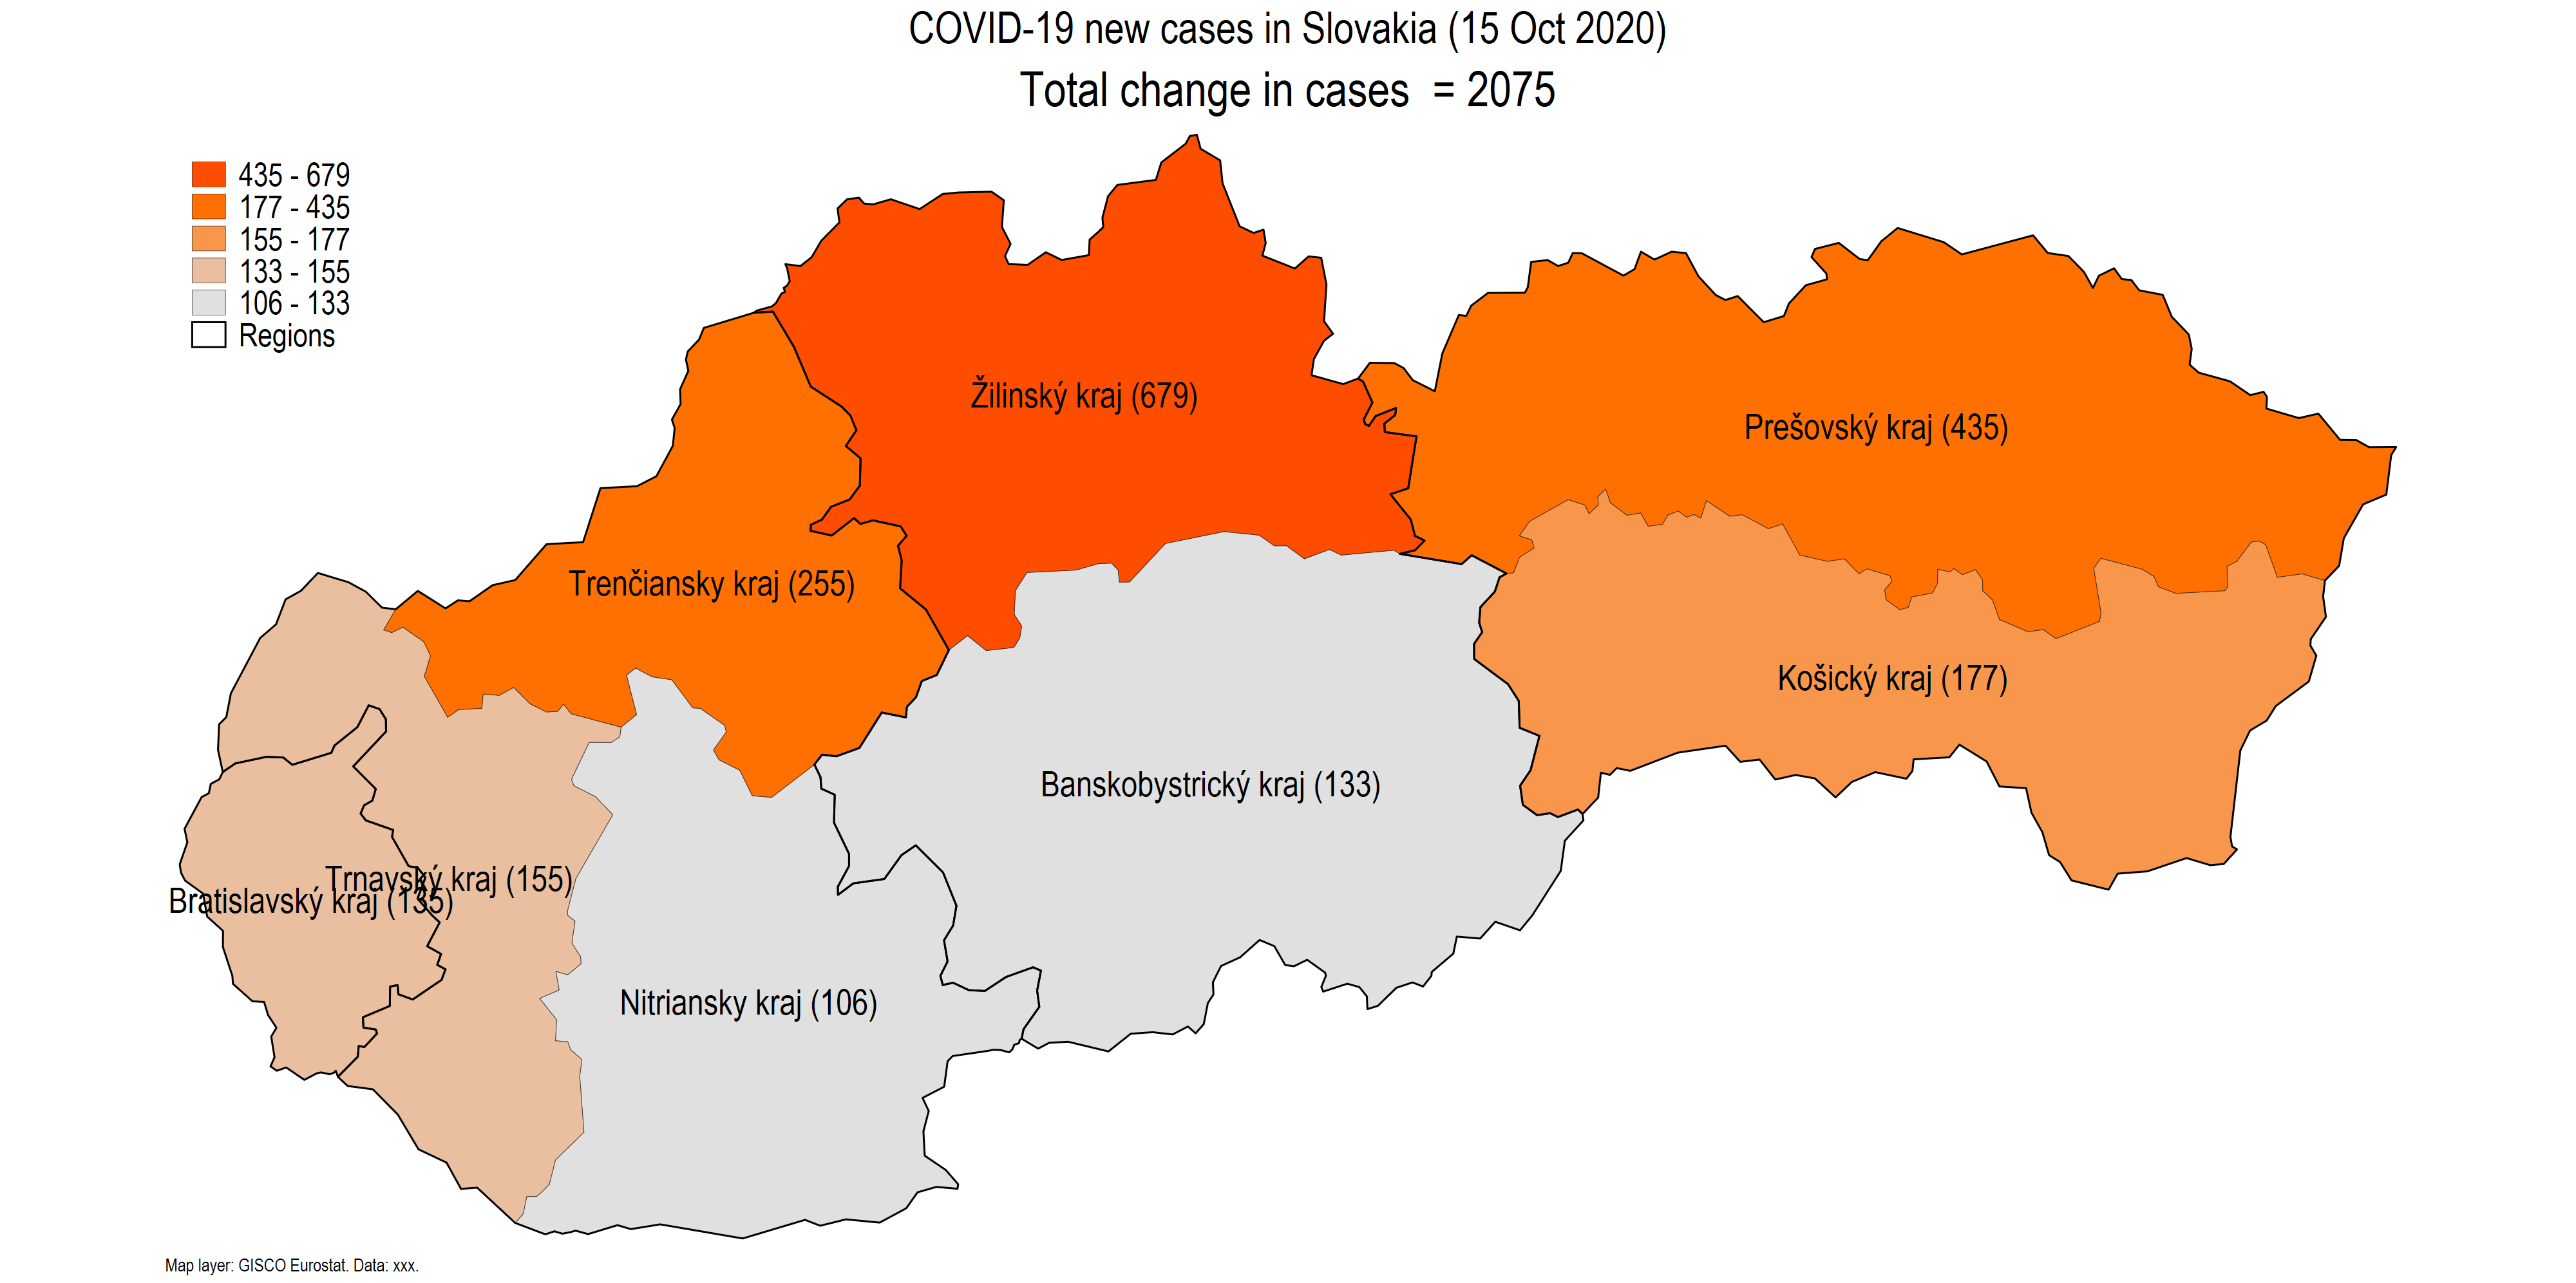 COVID-19 new cases in Slovakia (15 Oct 2020)
Total change in cases = 2075
435 - 679
177 - 435
155 - 177
133 - 155
106 - 133
Regions
Žilinský kraj (679)
Prešovský kraj (435)
Trenčiansky kraj (255)
Košický kraj (177)
Banskobystrický kraj (133)
Trnavský kraj (155)
Bratislavský kraj (135)
Nitriansky kraj (106)
Map layer: GISCO Eurostat. Data: xxx.